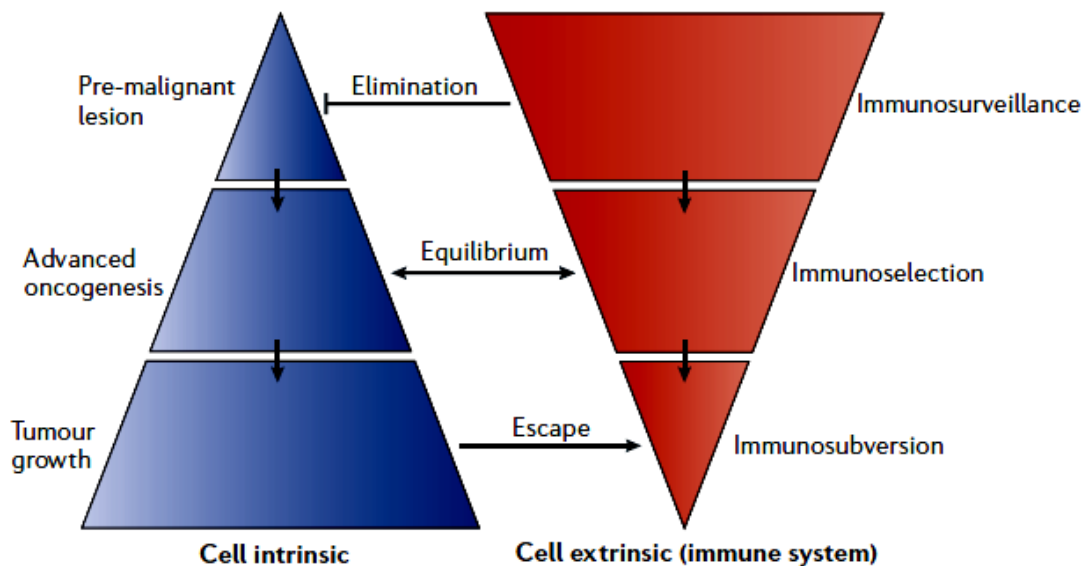 Pre-malignant
lesion
Elimination
Immunosurveillance
Advanced
oncogenesis
Equilibrium
Immunoselection
Tumour
growth
Escape
Immunosubversion
Cell intrinsic
Cell extrinsic (immune system)